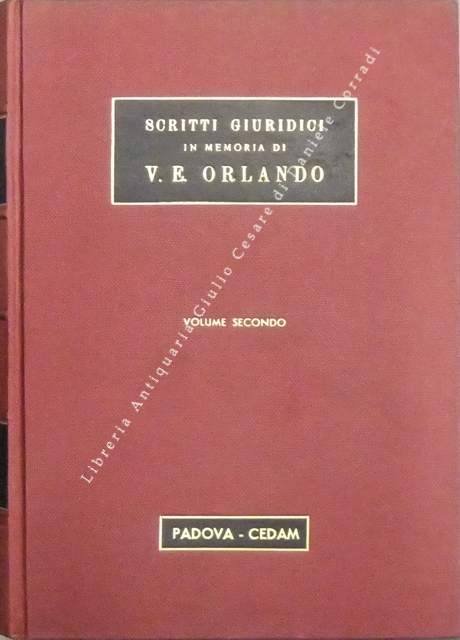 SCRITTI GIURIDICI
IN MEMORIA DI
V. E. ORLANDO
VOLUME SECONDO
PADOVA - CEDAM
Libreria Antiquaria Giulio Cesare di Daniele Corradi